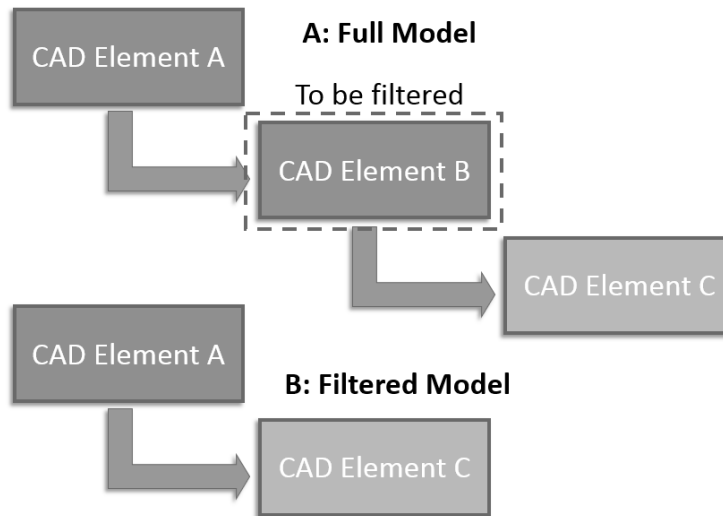 CAD Element A
A: Full Model
To be filtered
CAD Element B
CAD Element C
CAD Element A
B: Filtered Model
CAD Element C